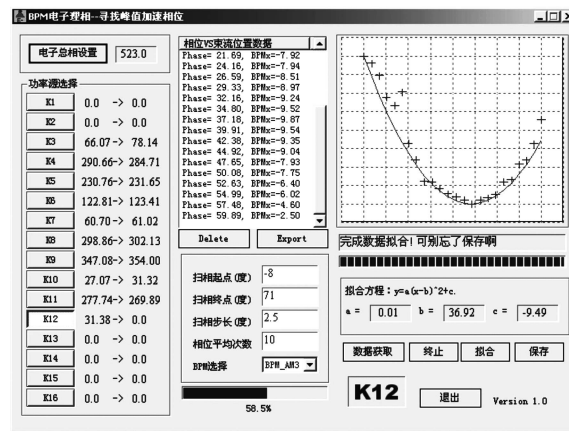 BPM电子理相--寻找峰值加速相位
电子总相设置 523.0
功率源选择
K1 0.0 -> 0.0
K2 0.0 -> 0.0
K3 66.07-> 78.14
K4 290.66-> 284.71
K5 230.76-> 231.65
K6 122.81-> 123.41
K7 60.70-> 61.02
K8 298.86-> 302.13
K9 347.08-> 354.00
K10 27.07-> 31.32
K11 277.74-> 269.89
K12 31.38-> 0.0
K13 0.0 -> 0.0
K14 0.0 -> 0.0
K15 0.0 -> 0.0
K16 0.0 -> 0.0
相位VS束流位置数据
Phase= 21.69, BPMx=-7.92
Phase= 24.16, BPMx=-7.94
Phase= 26.59, BPMx=-8.51
Phase= 29.33, BPMx=-8.97
Phase= 32.16, BPMx=-9.24
Phase= 34.80, BPMx=-9.52
Phase= 37.18, BPMx=-9.87
Phase= 39.91, BPMx=-9.54
Phase= 42.38, BPMx=-9.35
Phase= 44.92, BPMx=-9.04
Phase= 47.65, BPMx=-7.93
Phase= 50.08, BPMx=-7.75
Phase= 52.63, BPMx=-6.40
Phase= 54.99, BPMx=-6.02
Phase= 57.48, BPMx=-4.60
Phase= 59.89, BPMx=-2.50
Delete Export
扫相起点(度) -8
扫相终点(度) 71
扫相步长(度) 2.5
相位平均次数 10
BPM选择 BPM_AM3
58.5%
完成数据拟合!可别忘了保存啊
拟合方程：y=a(x-b)^2+c.
a = 0.01 b = 36.92 c = -9.49
数据获取 终止 拟合 保存
K12 退出 Version 1.0